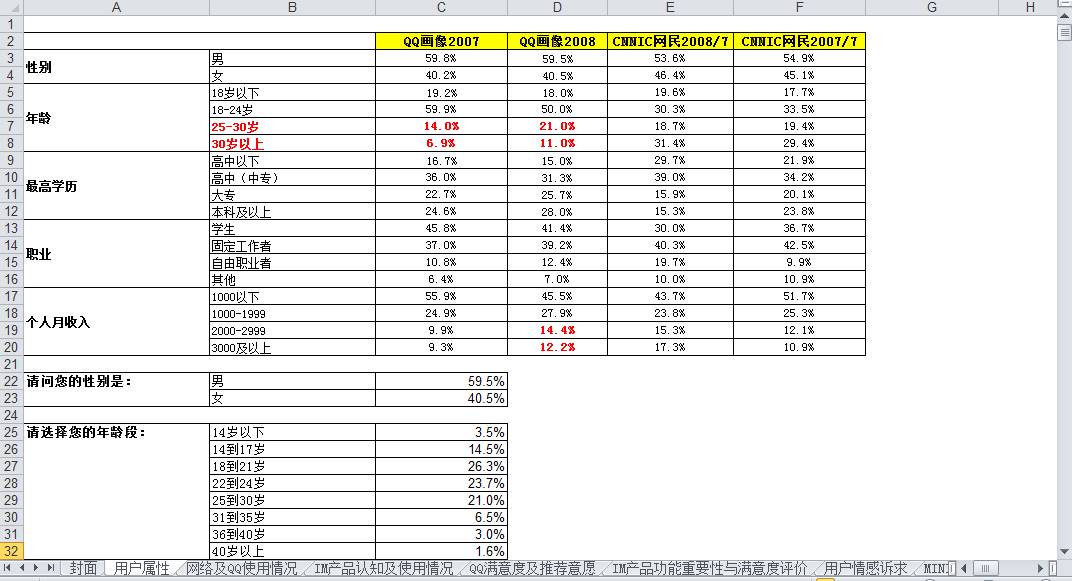 A B C D E F G H
1
2 QQ画像2007 QQ画像2008 CNNIC网民2008/7 CNNIC网民2007/7
3 性别 男 59.8% 59.5% 53.6% 54.9%
4 女 40.2% 40.5% 46.4% 45.1%
5 年龄 18岁以下 19.2% 18.0% 19.6% 17.7%
6 18-24岁 59.9% 50.0% 30.3% 33.5%
7 25-30岁 14.0% 21.0% 18.7% 19.4%
8 30岁以上 6.9% 11.0% 31.4% 29.4%
9 最高学历 高中以下 16.7% 15.0% 29.7% 21.9%
10 高中（中专） 36.0% 31.3% 39.0% 34.2%
11 大专 22.7% 25.7% 15.9% 20.1%
12 本科及以上 24.6% 28.0% 15.3% 23.8%
13 职业 学生 45.8% 41.4% 30.0% 36.7%
14 固定工作者 37.0% 39.2% 40.3% 42.5%
15 自由职业者 10.8% 12.4% 19.7% 9.9%
16 其他 6.4% 7.0% 10.0% 10.9%
17 个人月收入 1000以下 55.9% 45.5% 43.7% 51.7%
18 1000-1999 24.9% 27.9% 23.8% 25.3%
19 2000-2999 9.9% 14.4% 15.3% 12.1%
20 3000及以上 9.3% 12.2% 17.3% 10.9%
21
22 请问您的性别是： 男 59.5%
23 女 40.5%
24
25 请选择您的年龄段： 14岁以下 3.5%
26 14到17岁 14.5%
27 18到21岁 26.3%
28 22到24岁 23.7%
29 25到30岁 21.0%
30 31到35岁 6.5%
31 36到40岁 3.0%
32 40岁以上 1.6%
封面 用户属性 网络及QQ使用情况 IM产品认知及使用情况 QQ满意度及推荐意愿 IM产品功能重要性与满意度评价 用户情感诉求